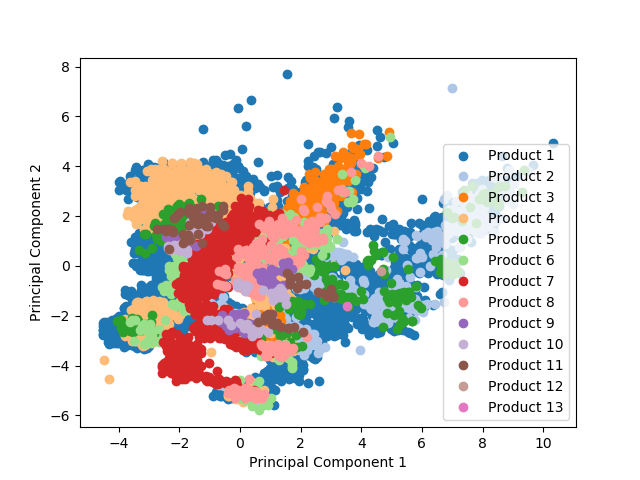 8
6
4
2
0
−2
−4
−6
Principal Component 2
−4 −2 0 2 4 6 8 10
Principal Component 1
Product 1
Product 2
Product 3
Product 4
Product 5
Product 6
Product 7
Product 8
Product 9
Product 10
Product 11
Product 12
Product 13